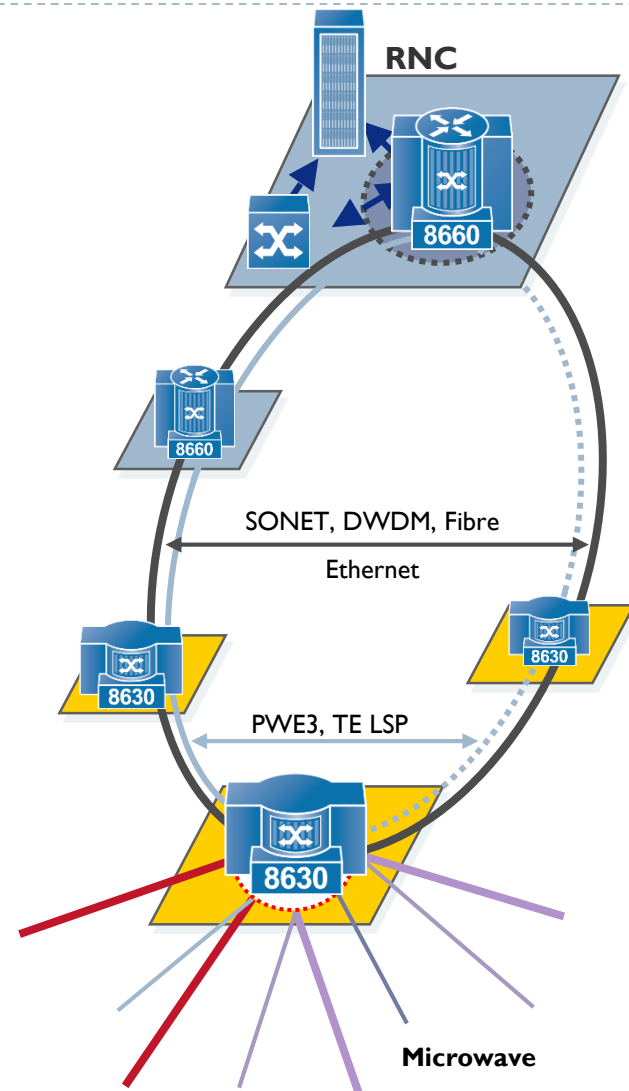 RNC
8660
8660
SONET, DWDM, Fibre
Ethernet
8630
8630
PWE3, TE LSP
8630
Microwave